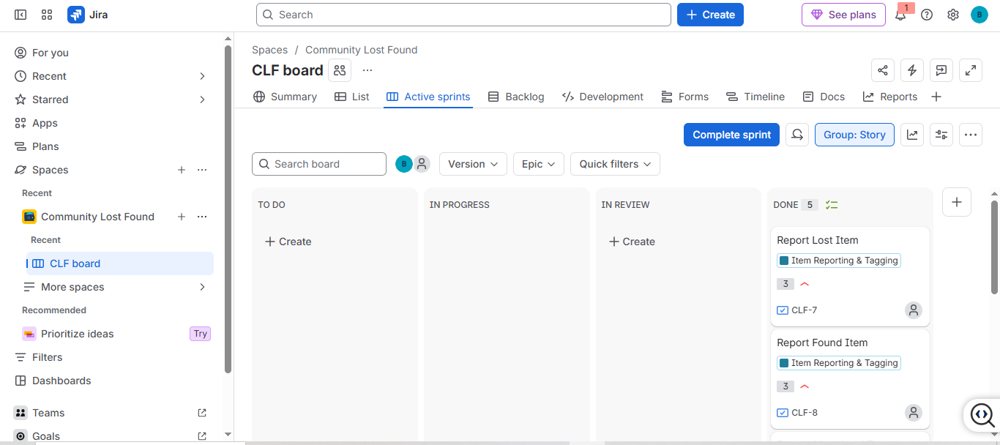 Jira
Search
Create
See plans
1
B
For you
Recent
Starred
Apps
Plans
Spaces
Recent
Community Lost Found
Recent
CLF board
More spaces
Recommended
Prioritize ideas
Try
Filters
Dashboards
Teams
Goals
Spaces / Community Lost Found
CLF board
Summary
List
Active sprints
Backlog
Development
Forms
Timeline
Docs
Reports
Complete sprint
Group: Story
Search board
B
Version
Epic
Quick filters
TO DO
Create
IN PROGRESS
IN REVIEW
Create
DONE 5
Report Lost Item
Item Reporting & Tagging
3
CLF-7
Report Found Item
Item Reporting & Tagging
3
CLF-8